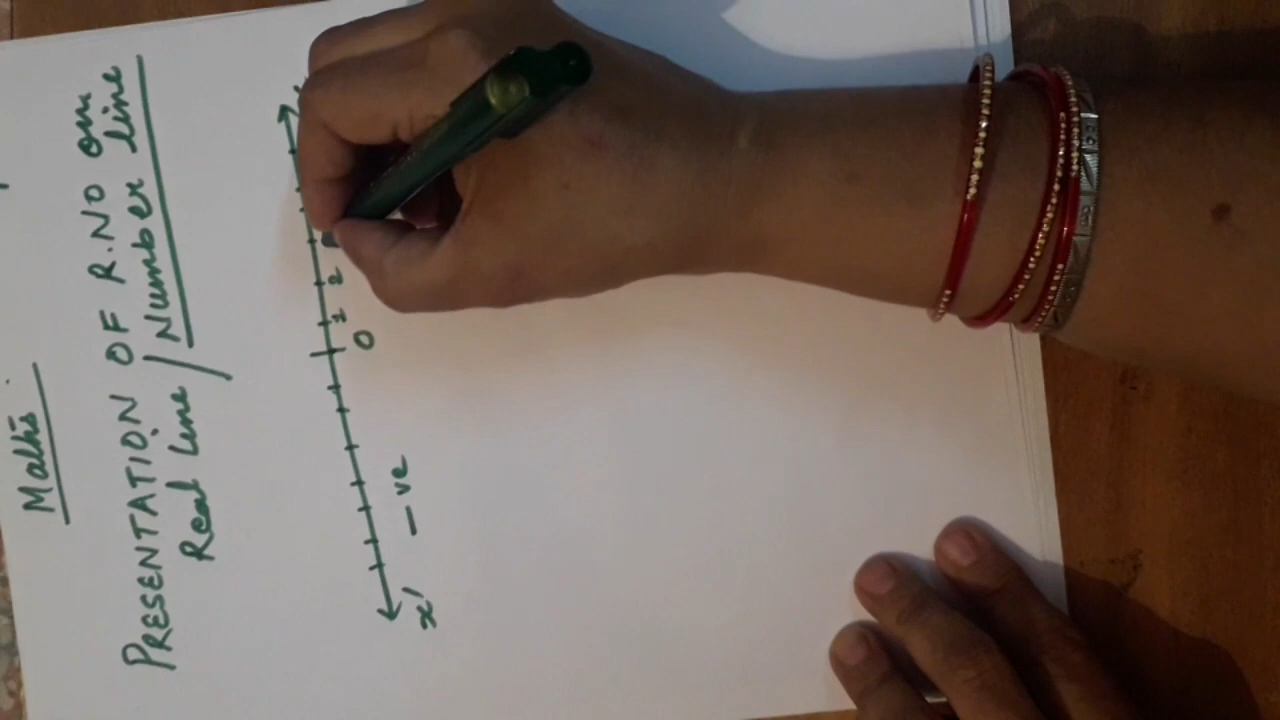 Maths
PRESENTATION OF R.NO on
Real Line / Number line
0 1 2
x' -ve